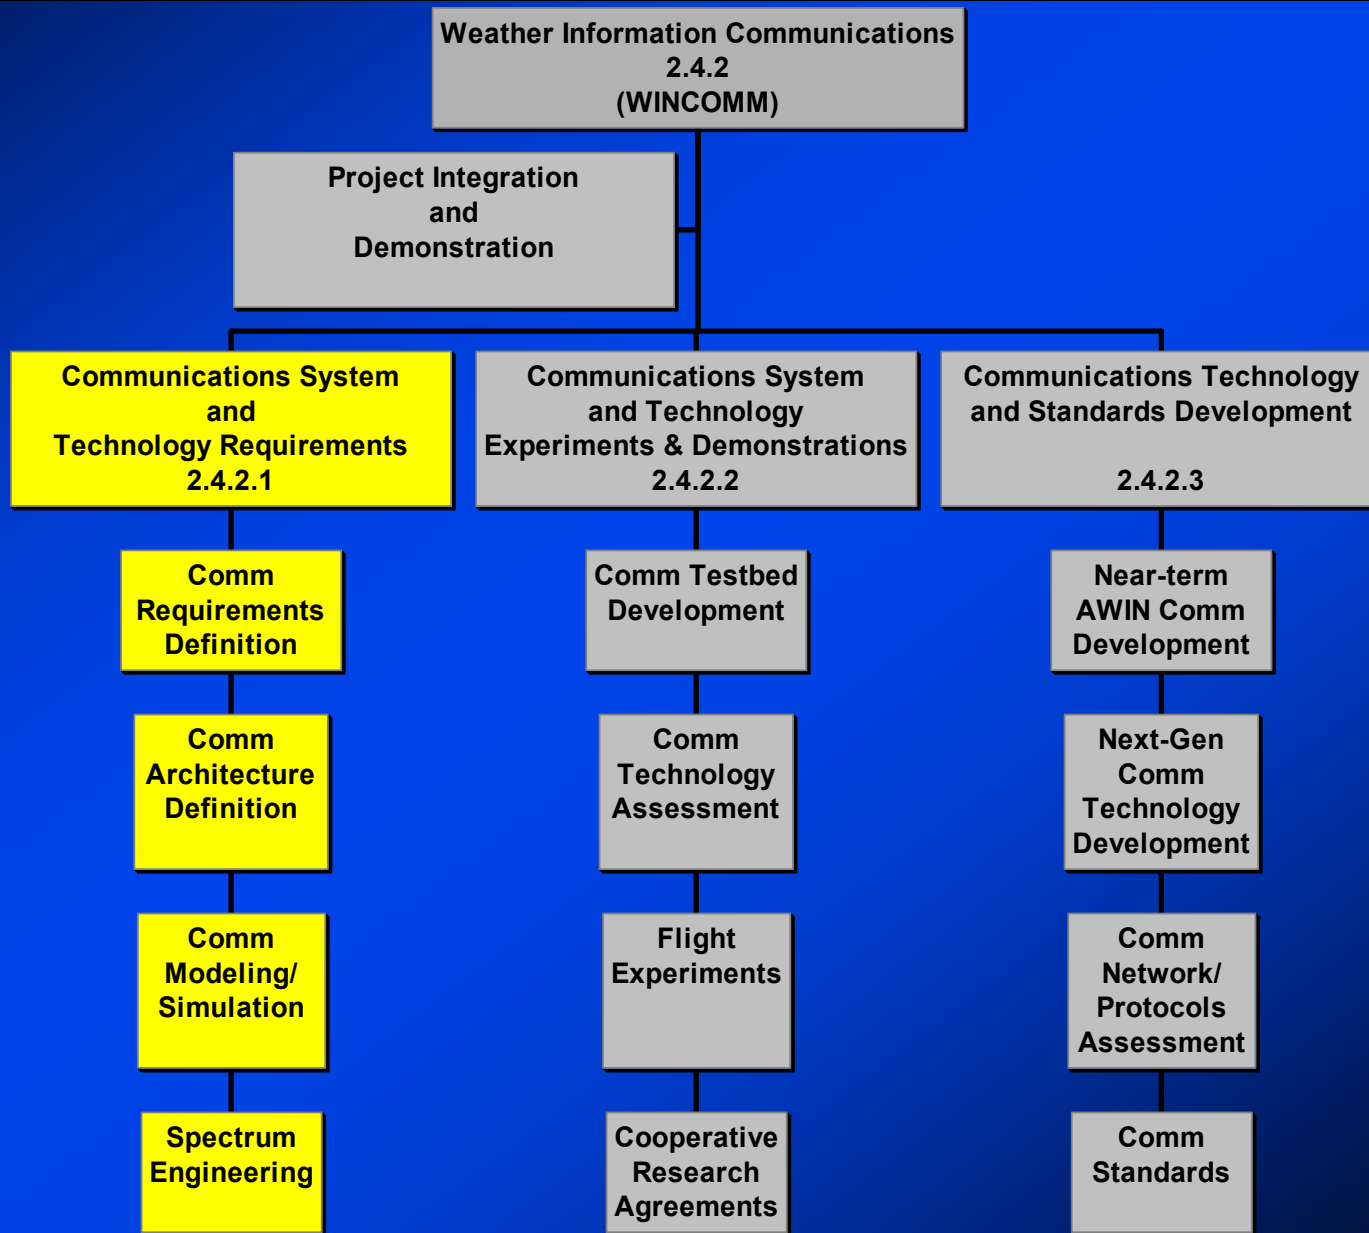 Weather Information Communications
2.4.2
(WINCOMM)
Project Integration
and
Demonstration
Communications System
and
Technology Requirements
2.4.2.1
Communications System
and Technology
Experiments & Demonstrations
2.4.2.2
Communications Technology
and Standards Development
2.4.2.3
Comm
Requirements
Definition
Comm
Architecture
Definition
Comm
Modeling/
Simulation
Spectrum
Engineering
Comm Testbed
Development
Comm
Technology
Assessment
Flight
Experiments
Cooperative
Research
Agreements
Near-term
AWIN Comm
Development
Next-Gen
Comm
Technology
Development
Comm
Network/
Protocols
Assessment
Comm
Standards